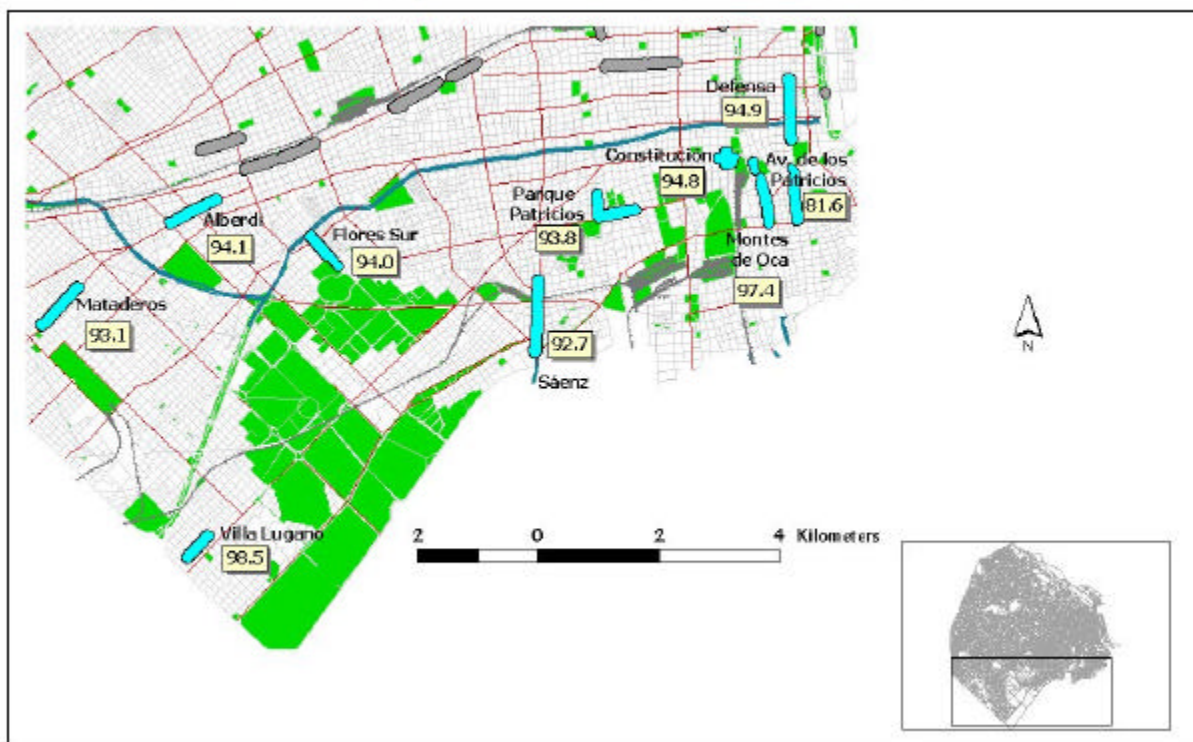 Defensa
94.9
Constitución
94.8
Av. de los
Patricios
81.6
Parque
Patricios
93.8
Montes
de Oca
97.4
Alberdi
94.1
Flores Sur
94.0
Mataderos
93.1
92.7
Sáenz
N
Villa Lugano
98.5
2 0 2 4 Kilometers